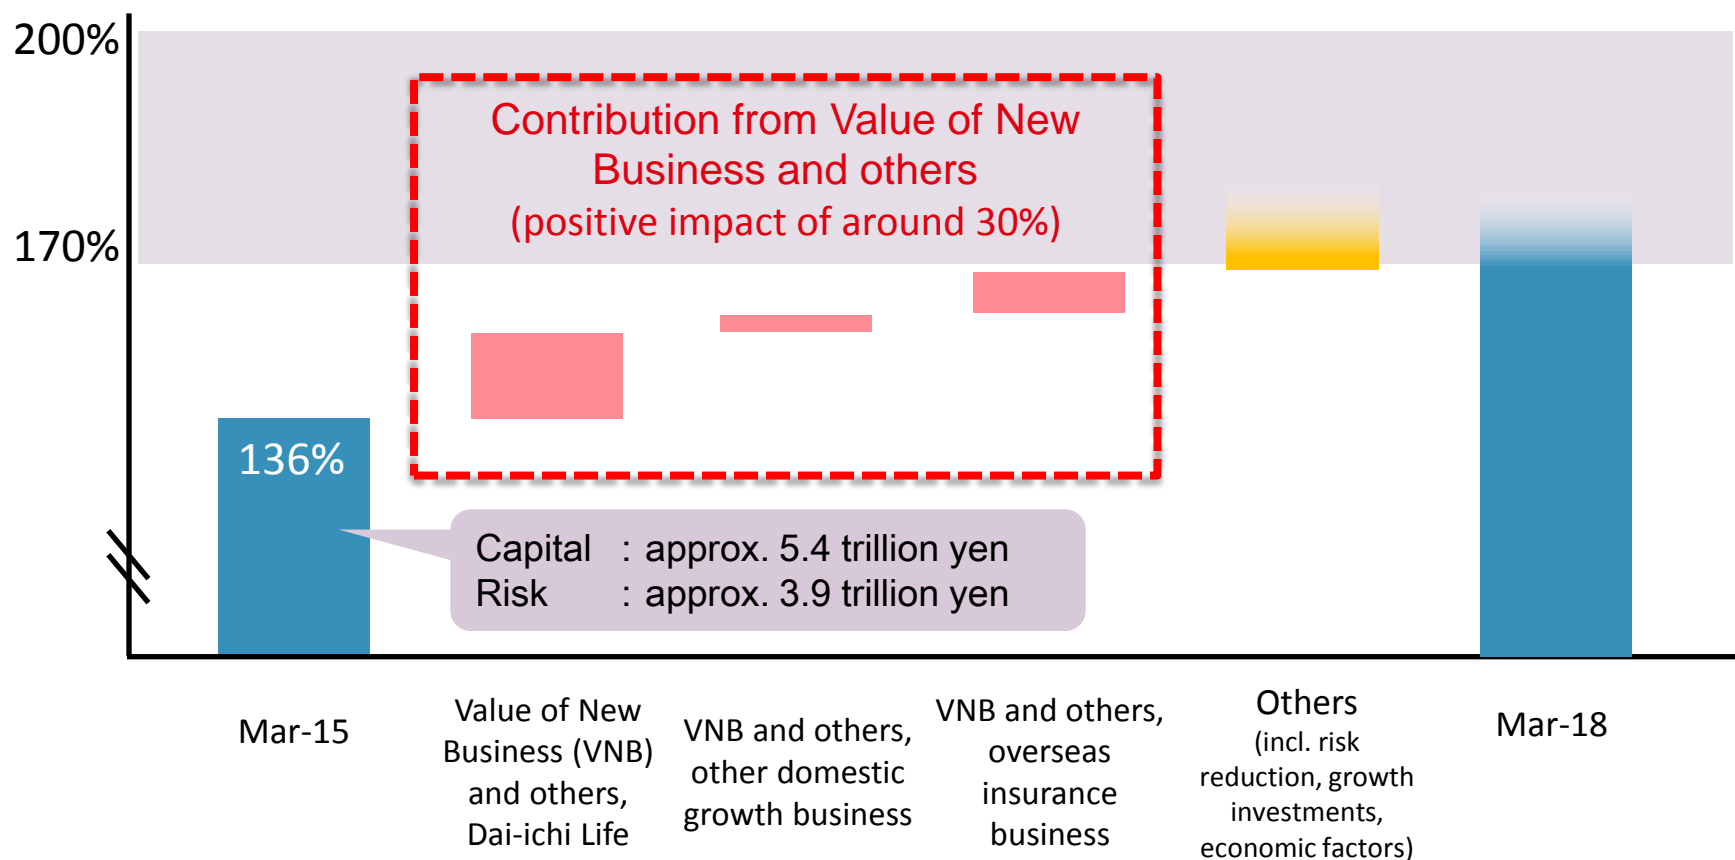 200%
170%
Contribution from Value of New
Business and others
(positive impact of around 30%)
136%
Capital : approx. 5.4 trillion yen
Risk : approx. 3.9 trillion yen
Mar-15
Value of New
Business (VNB)
and others,
Dai-ichi Life
VNB and others,
other domestic
growth business
VNB and others,
overseas
insurance
business
Others
(incl. risk
reduction, growth
investments,
economic factors)
Mar-18